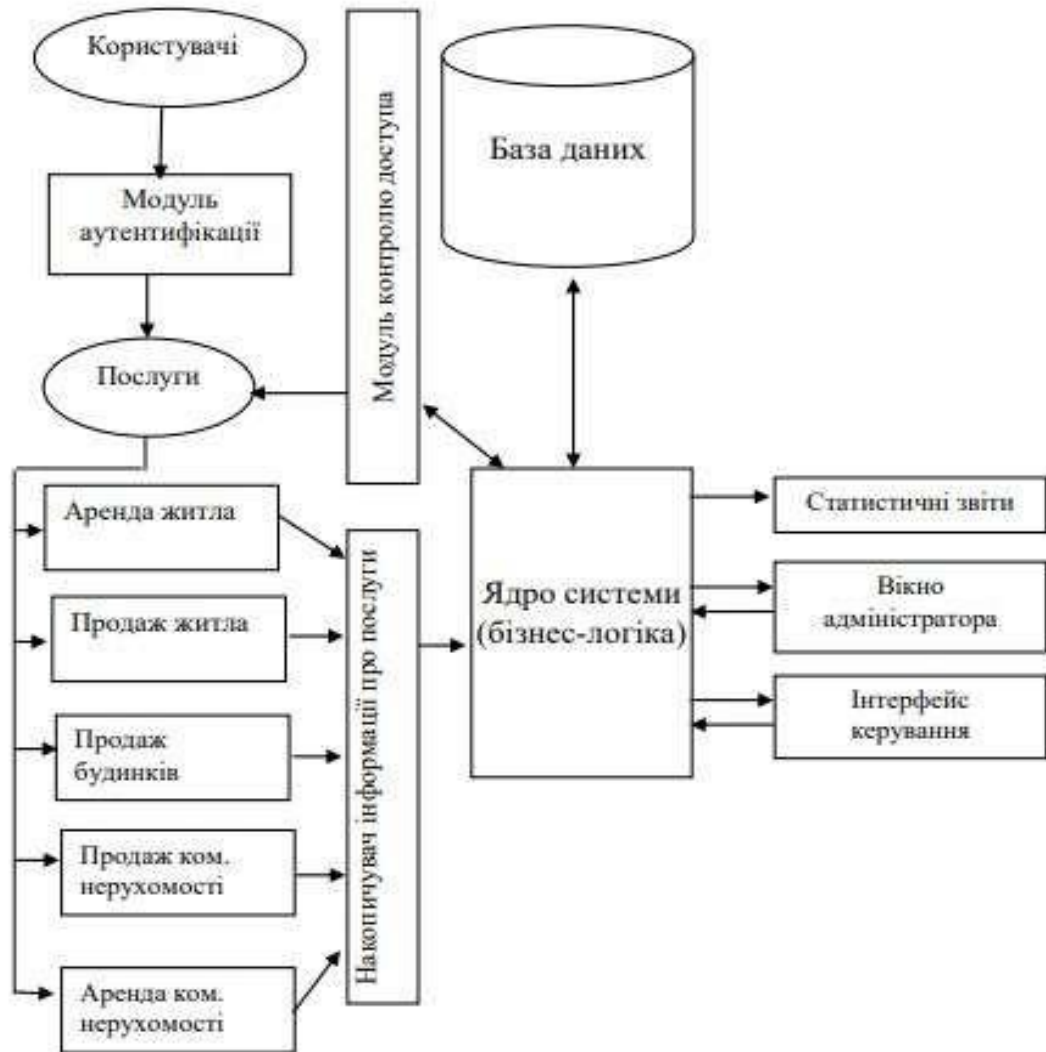 Користувачі
Модуль
аутентифікації
Послуги
Аренда житла
Продаж житла
Продаж
будинків
Продаж ком.
нерухомості
Аренда ком.
нерухомості
Модуль контролю доступа
Накопичувач інформації про послуги
База даних
Ядро системи
(бізнес-логіка)
Статистичні звіти
Вікно
адміністратора
Інтерфейс
керування